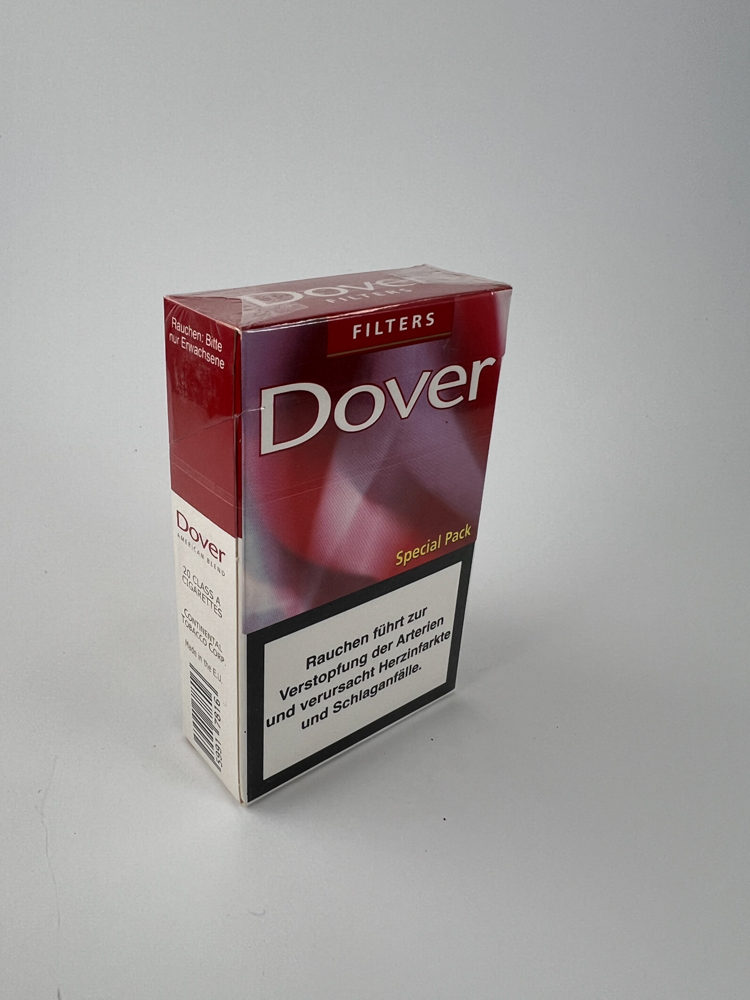 Dover
FILTERS
FILTERS
Dover
Special Pack
Rauchen führt zur
Verstopfung der Arterien
und verursacht Herzinfarkte
und Schlaganfälle.
Rauchen: Bitte
nur Erwachsene
Dover
AMERICAN BLEND
20 CLASS A
CIGARETTES
CONTINENTAL
TOBACCO CORP.
Made in the E.U.